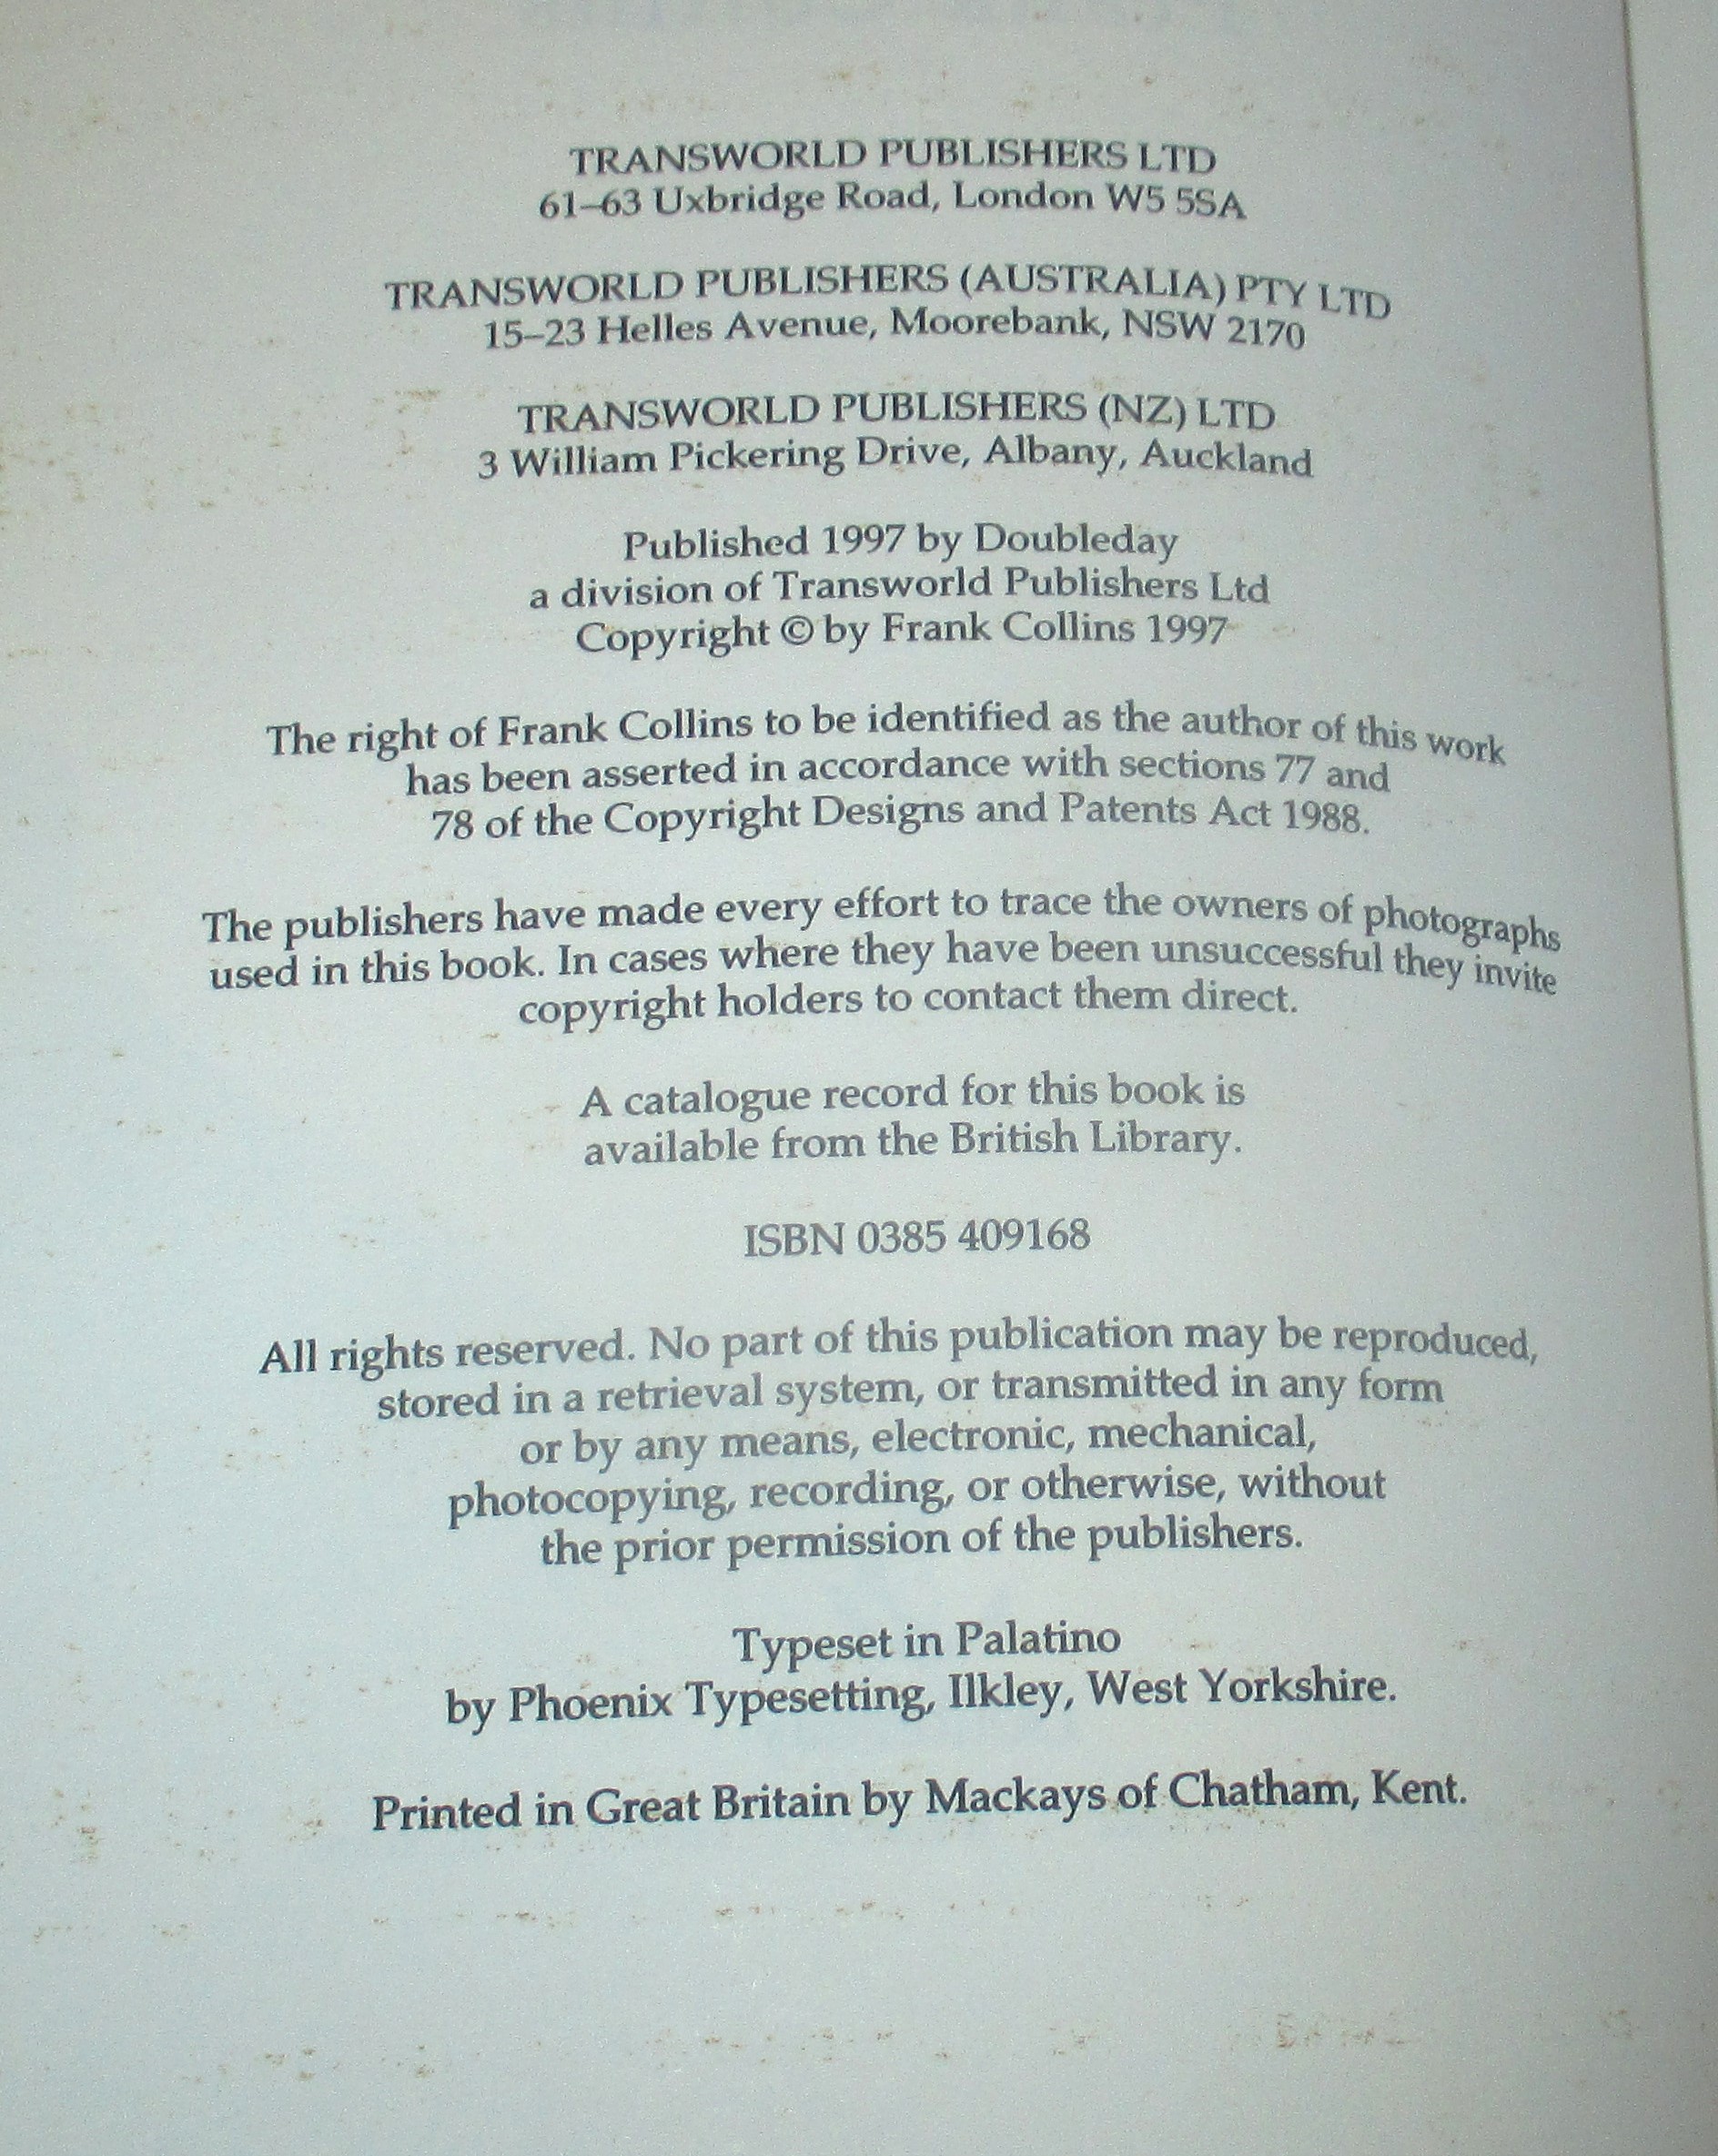 TRANSWORLD PUBLISHERS LTD
61–63 Uxbridge Road, London W5 5SA
TRANSWORLD PUBLISHERS (AUSTRALIA) PTY LTD
15–23 Helles Avenue, Moorebank, NSW 2170
TRANSWORLD PUBLISHERS (NZ) LTD
3 William Pickering Drive, Albany, Auckland
Published 1997 by Doubleday
a division of Transworld Publishers Ltd
Copyright © by Frank Collins 1997
The right of Frank Collins to be identified as the author of this work
has been asserted in accordance with sections 77 and
78 of the Copyright Designs and Patents Act 1988.
The publishers have made every effort to trace the owners of photographs
used in this book. In cases where they have been unsuccessful they invite
copyright holders to contact them direct.
A catalogue record for this book is
available from the British Library.
ISBN 0385 409168
All rights reserved. No part of this publication may be reproduced,
stored in a retrieval system, or transmitted in any form
or by any means, electronic, mechanical,
photocopying, recording, or otherwise, without
the prior permission of the publishers.
Typeset in Palatino
by Phoenix Typesetting, Ilkley, West Yorkshire.
Printed in Great Britain by Mackays of Chatham, Kent.